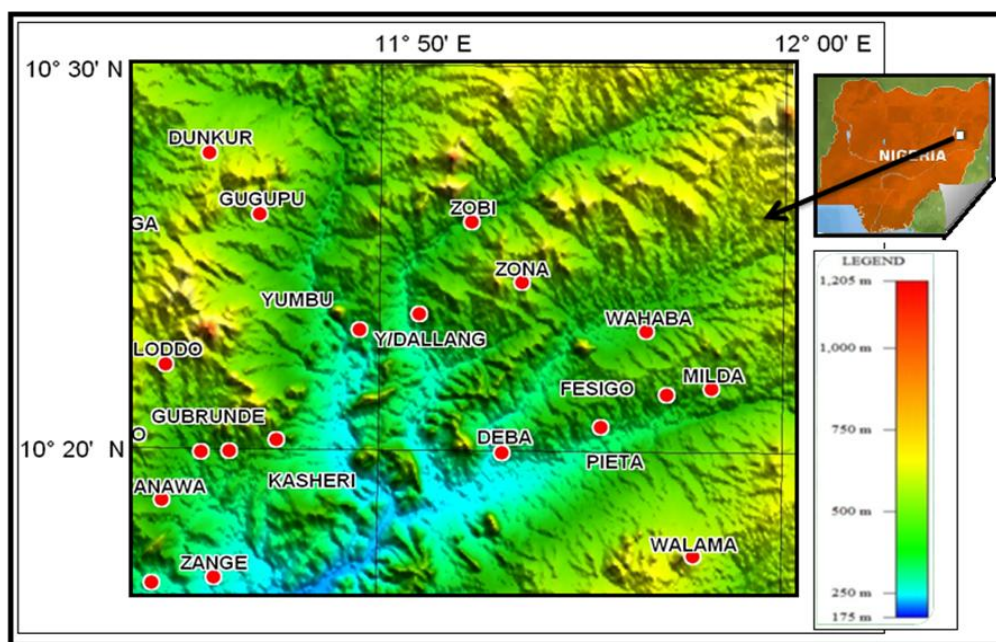 11° 50' E
12° 00' E
10° 30' N
DUNKUR
GUGUPU
ZOBI
GA
ZONA
YUMBU
Y/DALLANG
WAHABA
LODDO
FESIGO
MILDA
GUBRUNDE
O
DEBA
10° 20' N
KASHERI
PIETA
ANAWA
WALAMA
ZANGE
NIGERIA
LEGEND
1,205 m
1,000 m
750 m
500 m
250 m
175 m